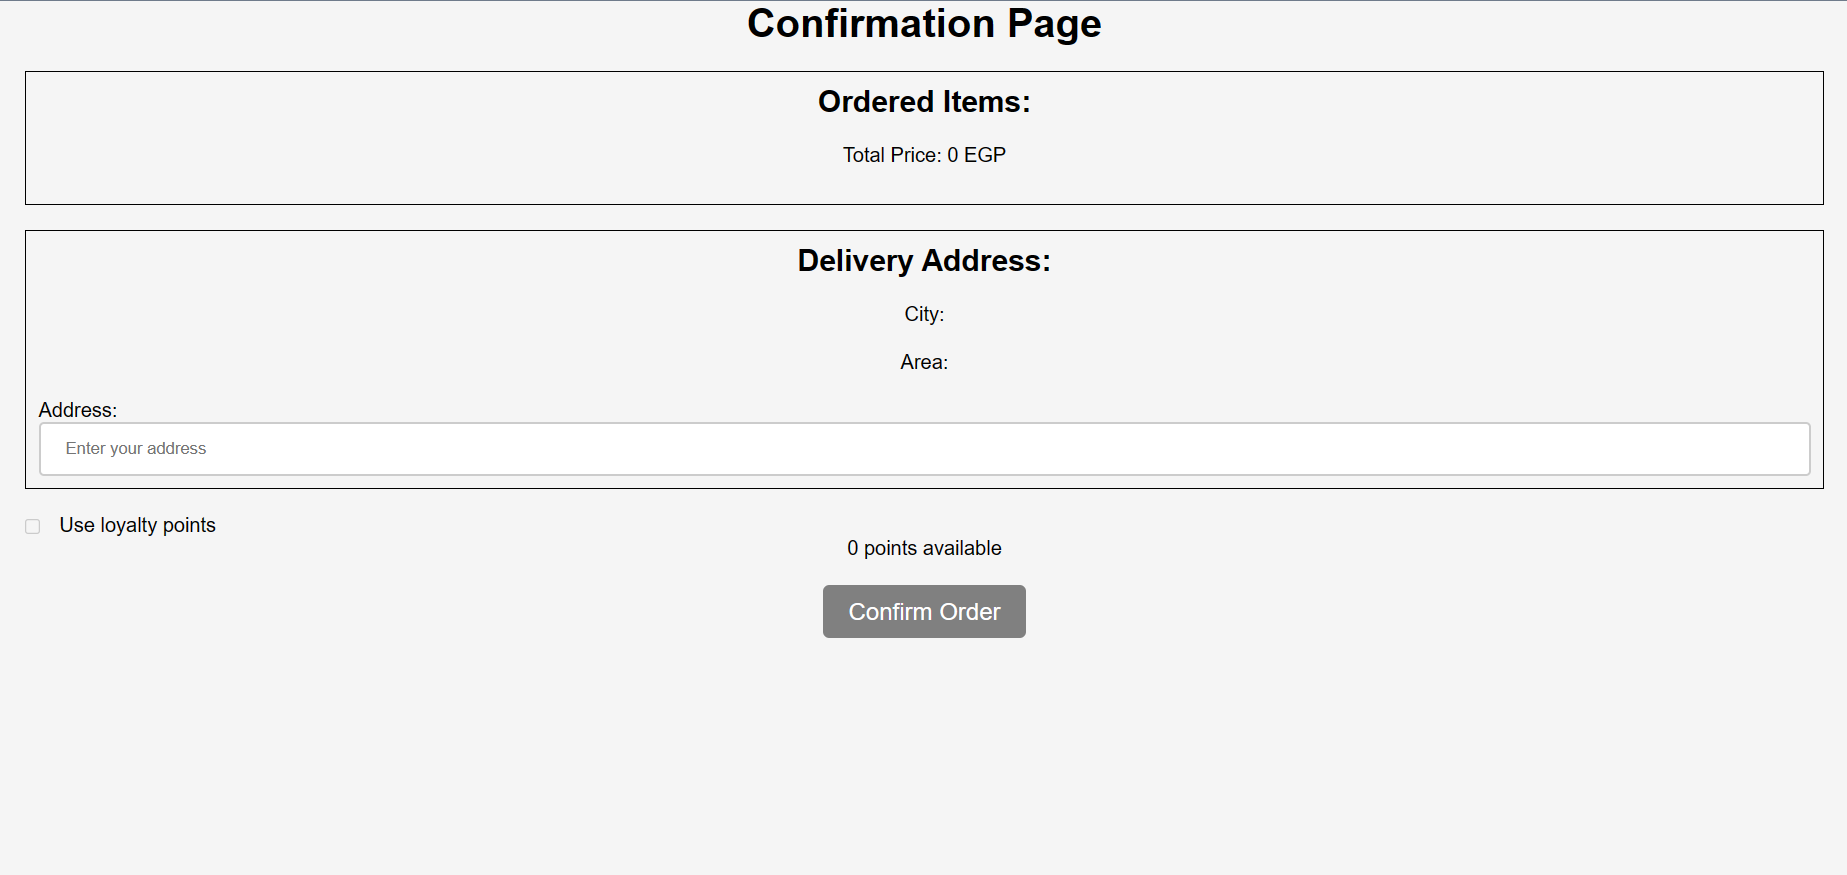 Confirmation Page
Ordered Items:
Total Price: 0 EGP
Delivery Address:
City:
Area:
Address:
Enter your address
Use loyalty points
0 points available
Confirm Order